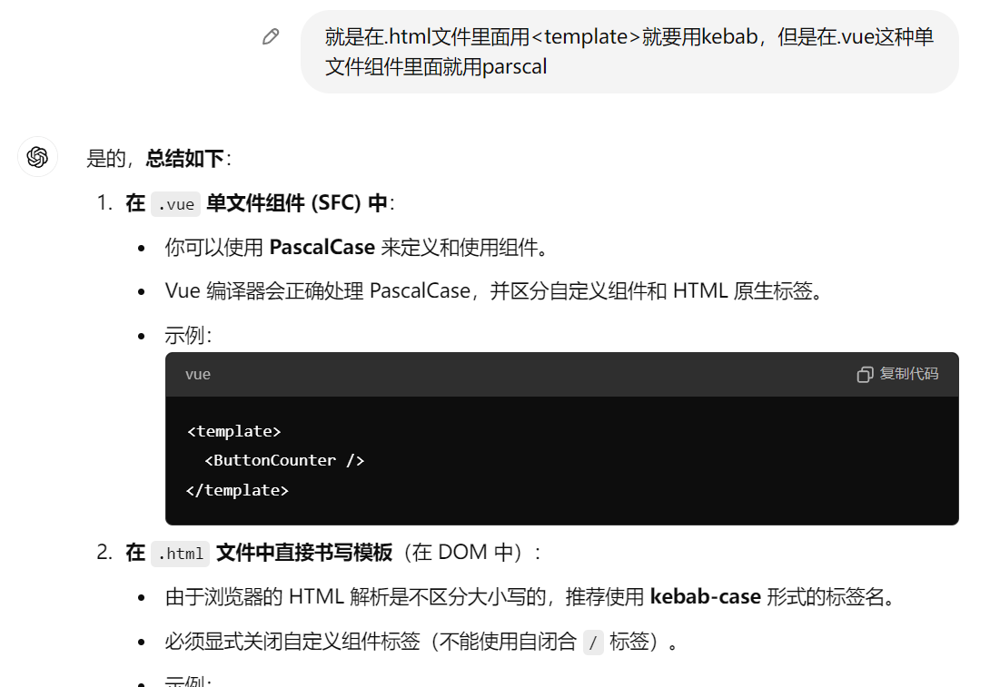 就是在.html文件里面用<template>就要用kebab，但是在.vue这种单
文件组件里面就用parscal
是的，总结如下：
1. 在 .vue 单文件组件 (SFC) 中：
• 你可以使用 PascalCase 来定义和使用组件。
• Vue 编译器会正确处理 PascalCase，并区分自定义组件和 HTML 原生标签。
• 示例：
vue 复制代码
<template>
<ButtonCounter />
</template>
2. 在 .html 文件中直接书写模板（在 DOM 中）：
• 由于浏览器的 HTML 解析是不区分大小写的，推荐使用 kebab-case 形式的标签名。
• 必须显式关闭自定义组件标签（不能使用自闭合 / 标签）。
• 示例：